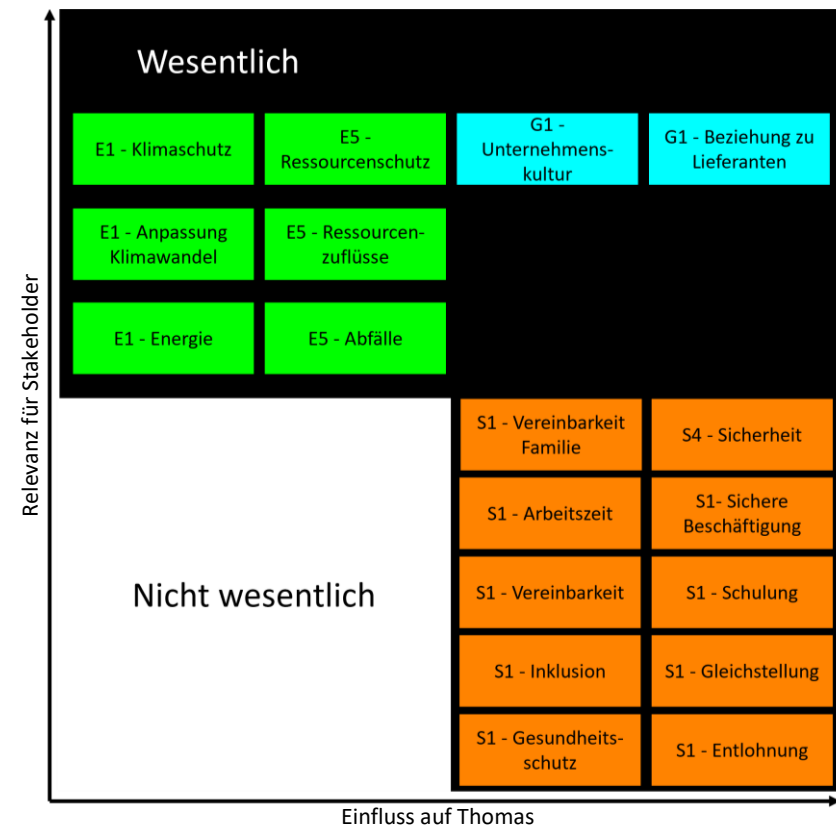 Wesentlich
E1 - Klimaschutz
E5 -
Ressourcenschutz
G1 -
Unternehmens-
kultur
G1 - Beziehung zu
Lieferanten
E1 - Anpassung
Klimawandel
E5 - Ressourcen-
zuflüsse
E1 - Energie
E5 - Abfälle
S1 - Vereinbarkeit
Familie
S4 - Sicherheit
S1 - Arbeitszeit
S1- Sichere
Beschäftigung
Nicht wesentlich
S1 - Vereinbarkeit
S1 - Schulung
S1 - Inklusion
S1 - Gleichstellung
S1 - Gesundheits-
schutz
S1 - Entlohnung
Relevanz für Stakeholder
Einfluss auf Thomas